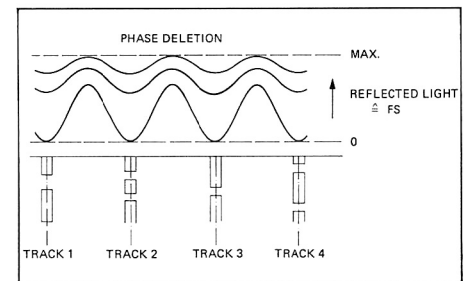 PHASE DELETION
MAX.
REFLECTED LIGHT
≙ FS
0
TRACK 1
TRACK 2
TRACK 3
TRACK 4